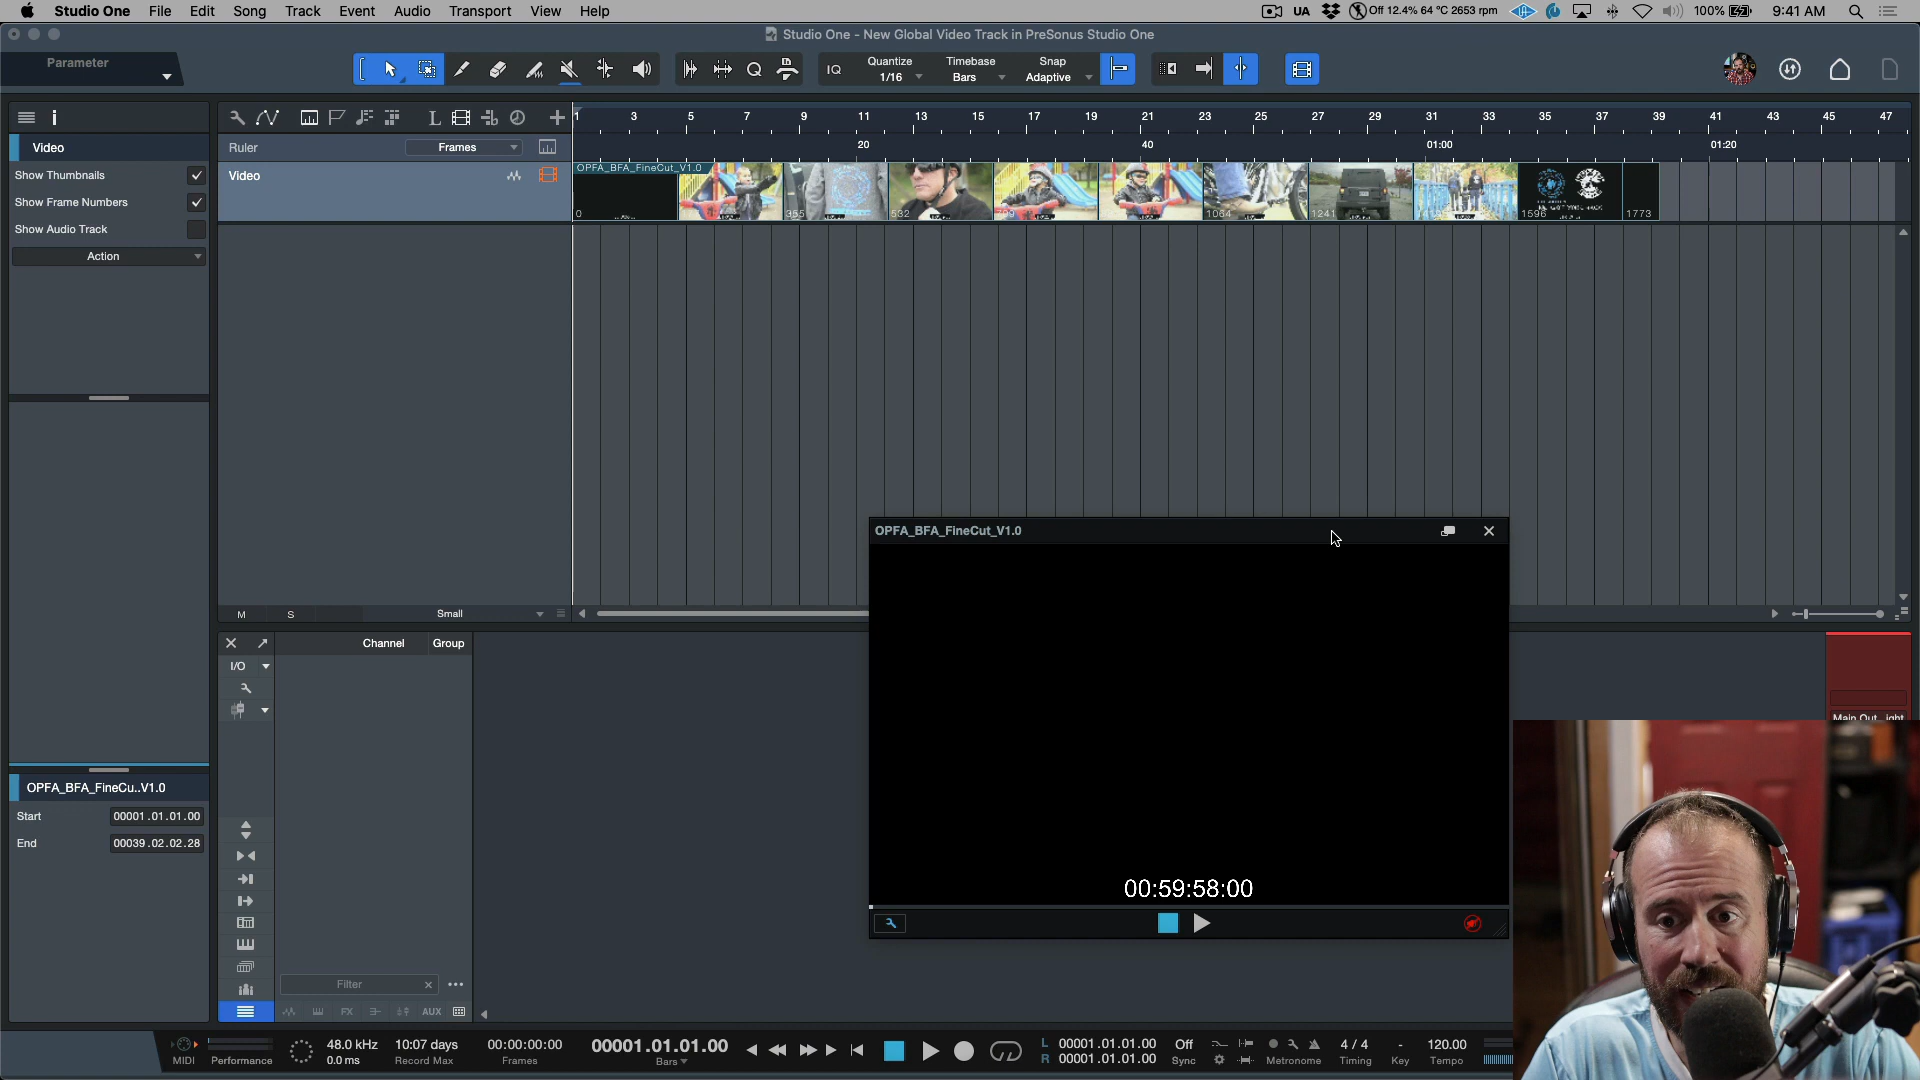 Studio One File Edit Song Track Event Audio Transport View Help
UA Off 12.4% 64 °C 2653 rpm 100% 9:41 AM
Studio One - New Global Video Track in PreSonus Studio One
Parameter
IQ Quantize 1/16 Timebase Bars Snap Adaptive
1 3 5 7 9 11 13 15 17 19 21 23 25 27 29 31 33 35 37 39 41 43 45 47
Video
Ruler Frames
20 40 01:00 01:20
Show Thumbnails
Video
OPFA_BFA_FineCut_V1.0
Show Frame Numbers
0 355 532 1064 1241 1596 1773
Show Audio Track
Action
OPFA_BFA_FineCut_V1.0
M S Small
Channel Group
I/O
Main Out
OPFA_BFA_FineCu..V1.0
Start 00001.01.01.00
End 00039.02.02.28
00:59:58:00
Filter
FX AUX
MIDI Performance
48.0 kHz 0.0 ms
10:07 days Record Max
00:00:00:00 Frames
00001.01.01.00 Bars
L 00001.01.01.00
R 00001.01.01.00
Off Sync
Metronome
4 / 4 Timing
- Key
120.00 Tempo